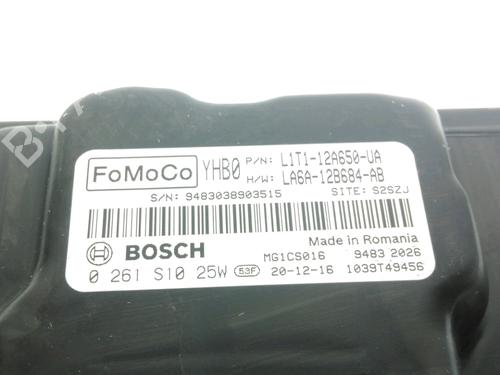 FoMoCo YHB0 P/N: L1T1-12A650-UA
H/W: LA6A-12B684-AB
S/N: 9483038903515 SITE: S2SZJ
BOSCH Made in Romania
MG1CS016 9483 2026
0 261 S10 25W 53F 20-12-16 1039T49456